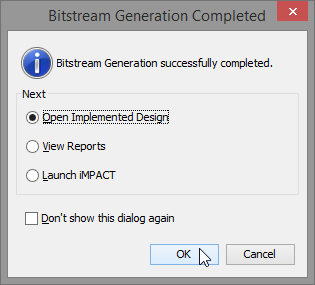 Bitstream Generation Completed
Bitstream Generation successfully completed.
Next
Open Implemented Design
View Reports
Launch iMPACT
Don't show this dialog again
OK
Cancel